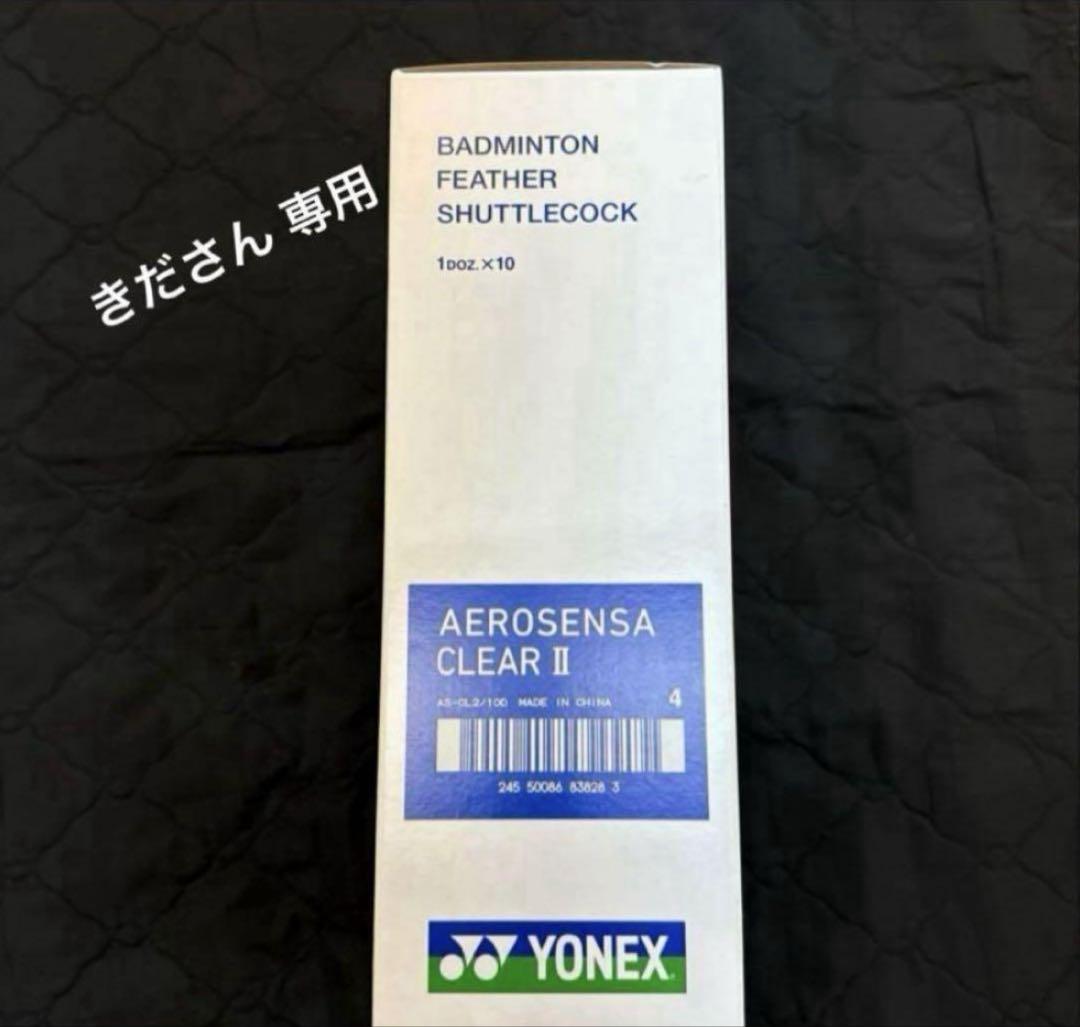 きださん 専用
BADMINTON
FEATHER
SHUTTLECOCK
1DOZ.×10
AEROSENSA
CLEAR Ⅱ
AS-CL2/10D MADE IN CHINA 4
245 50086 83828 3
YONEX